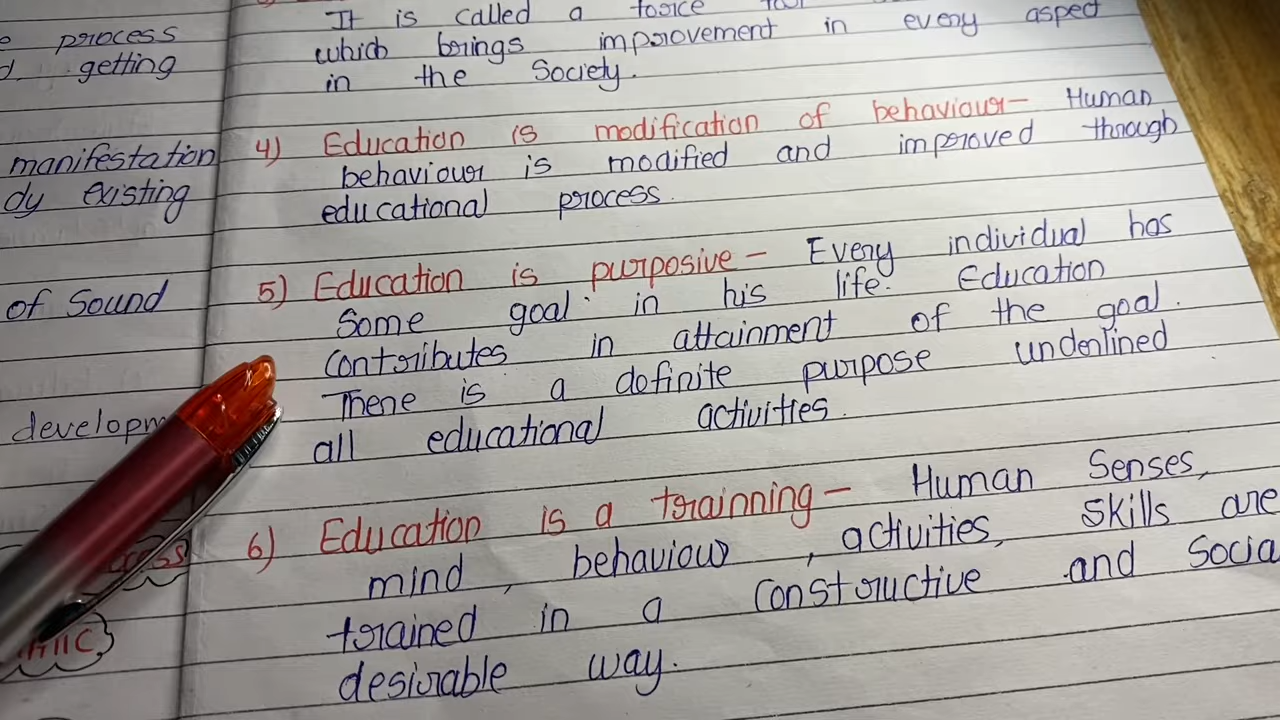 process
getting
manifestation
dy existing
of Sound
developm
It is called a force
which brings improvement in every aspect
in the Society.
4) Education is modification of behaviour- Human
behaviour is modified and improved through
educational process.
5) Education is purposive - Every individual has
Some goal in his life. Education
contributes in attainment of the goal.
There is a definite purpose underlined
all educational activities.
6) Education is a trainning - Human Senses,
mind, behaviour, activities, skills are
trained in a constructive and Socia
desirable way.